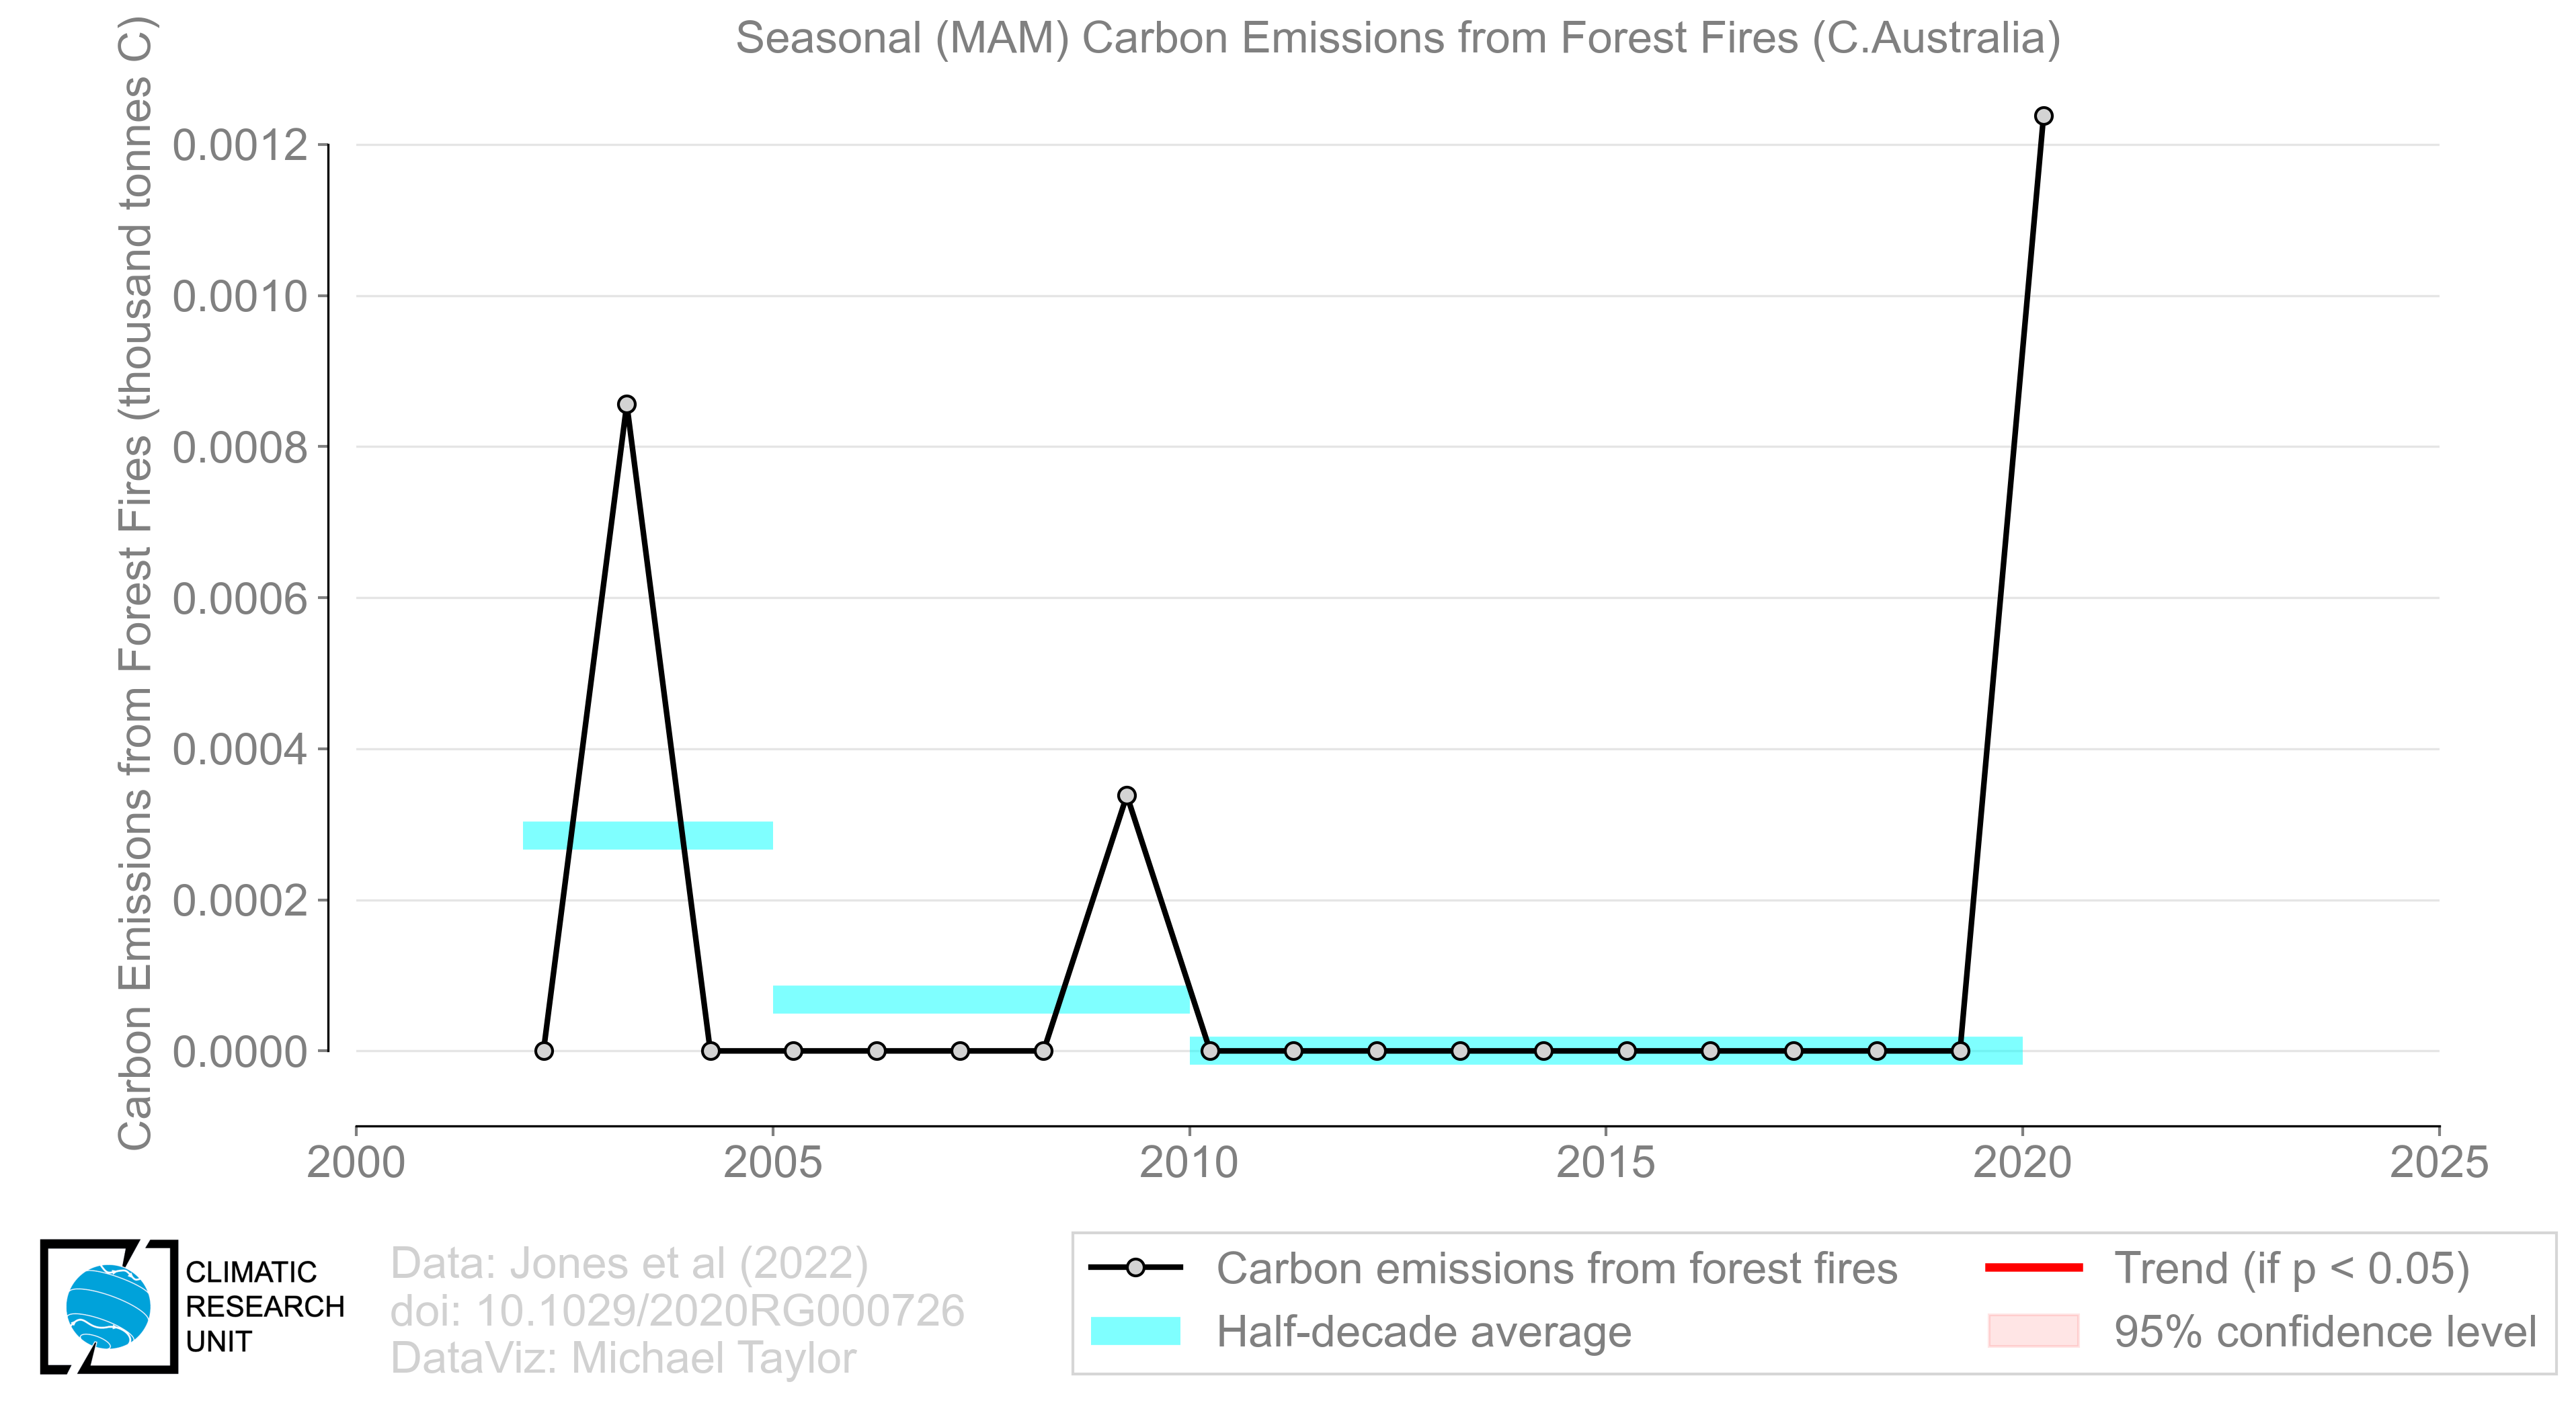 Seasonal (MAM) Carbon Emissions from Forest Fires (C.Australia)
Carbon Emissions from Forest Fires (thousand tonnes C)
0.0012
0.0010
0.0008
0.0006
0.0004
0.0002
0.0000
2000 2005 2010 2015 2020 2025
CLIMATIC
RESEARCH
UNIT
Data: Jones et al (2022)
doi: 10.1029/2020RG000726
DataViz: Michael Taylor
Carbon emissions from forest fires
Half-decade average
Trend (if p < 0.05)
95% confidence level